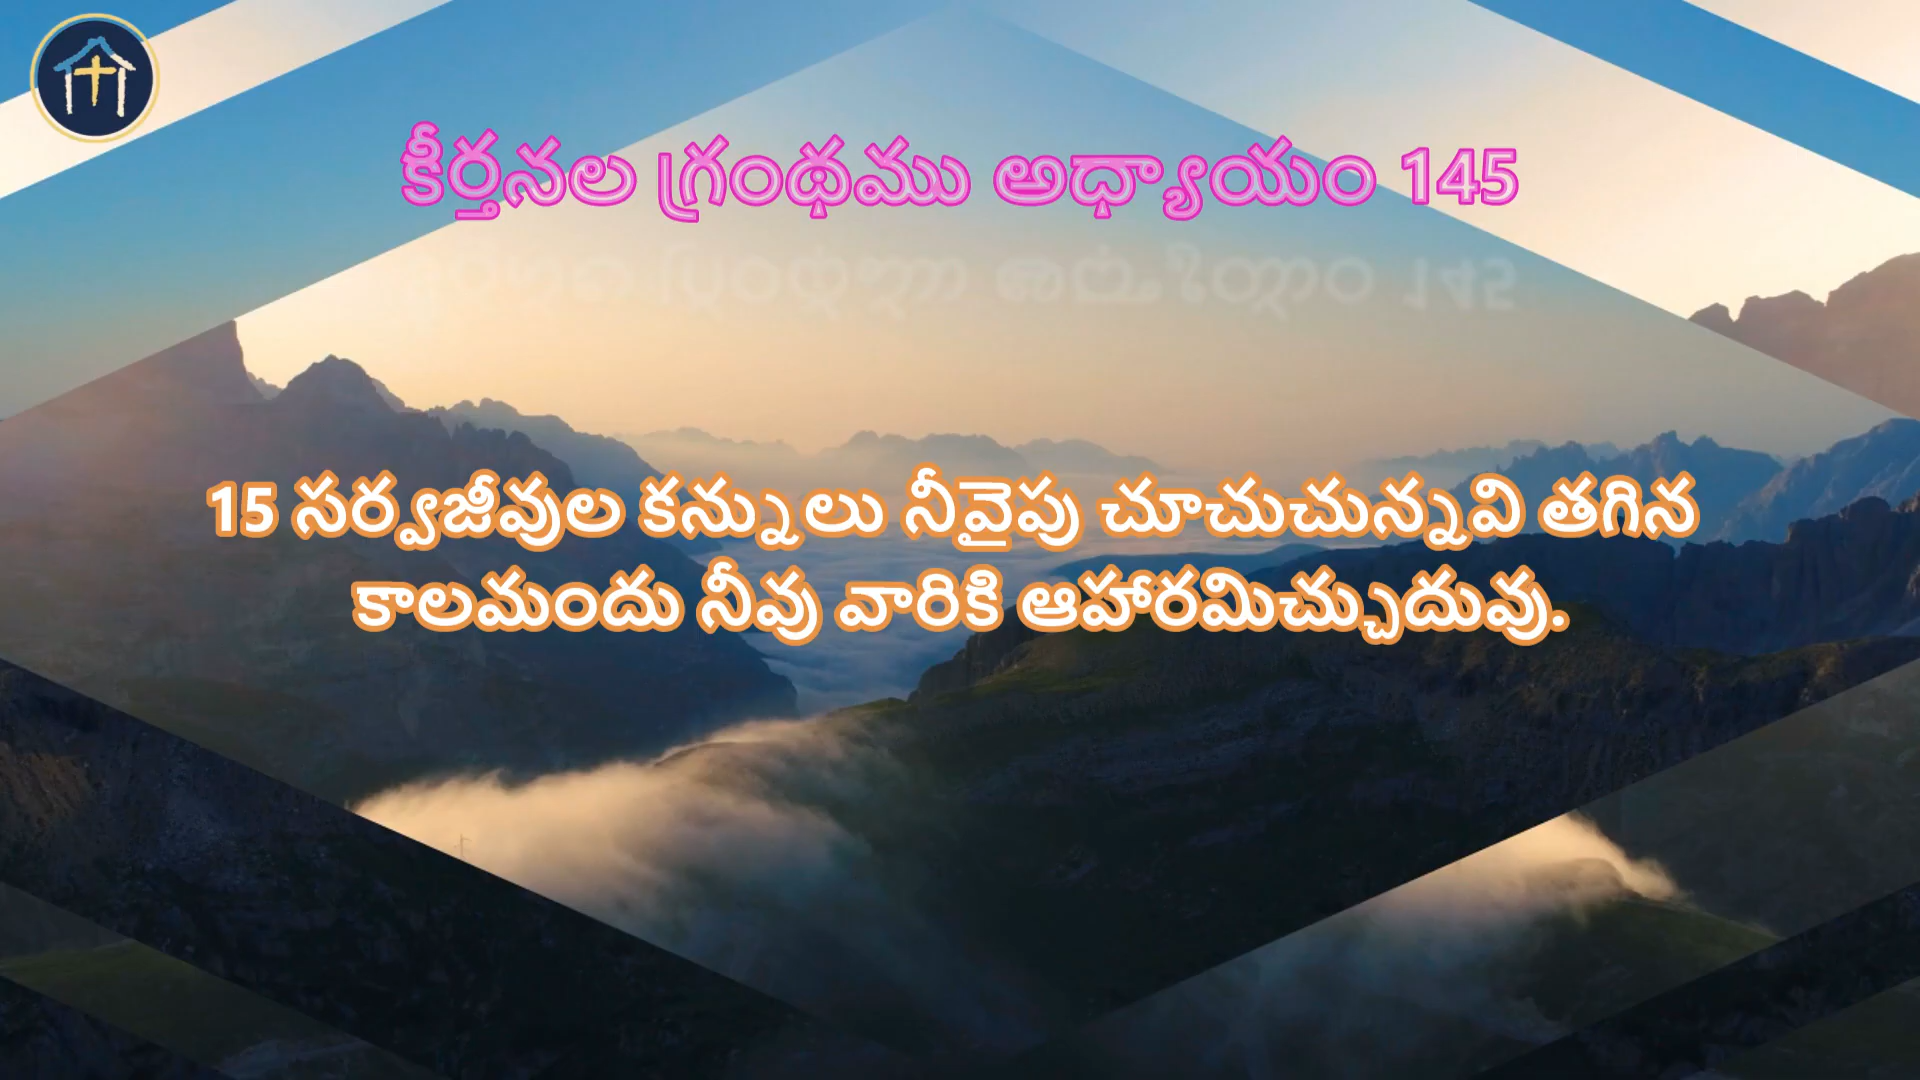 కీర్తనల గ్రంథము అధ్యాయం 145
15 సర్వజీవుల కన్నులు నీవైపు చూచుచున్నవి తగిన
కాలమందు నీవు వారికి ఆహారమిచ్చుదువు.